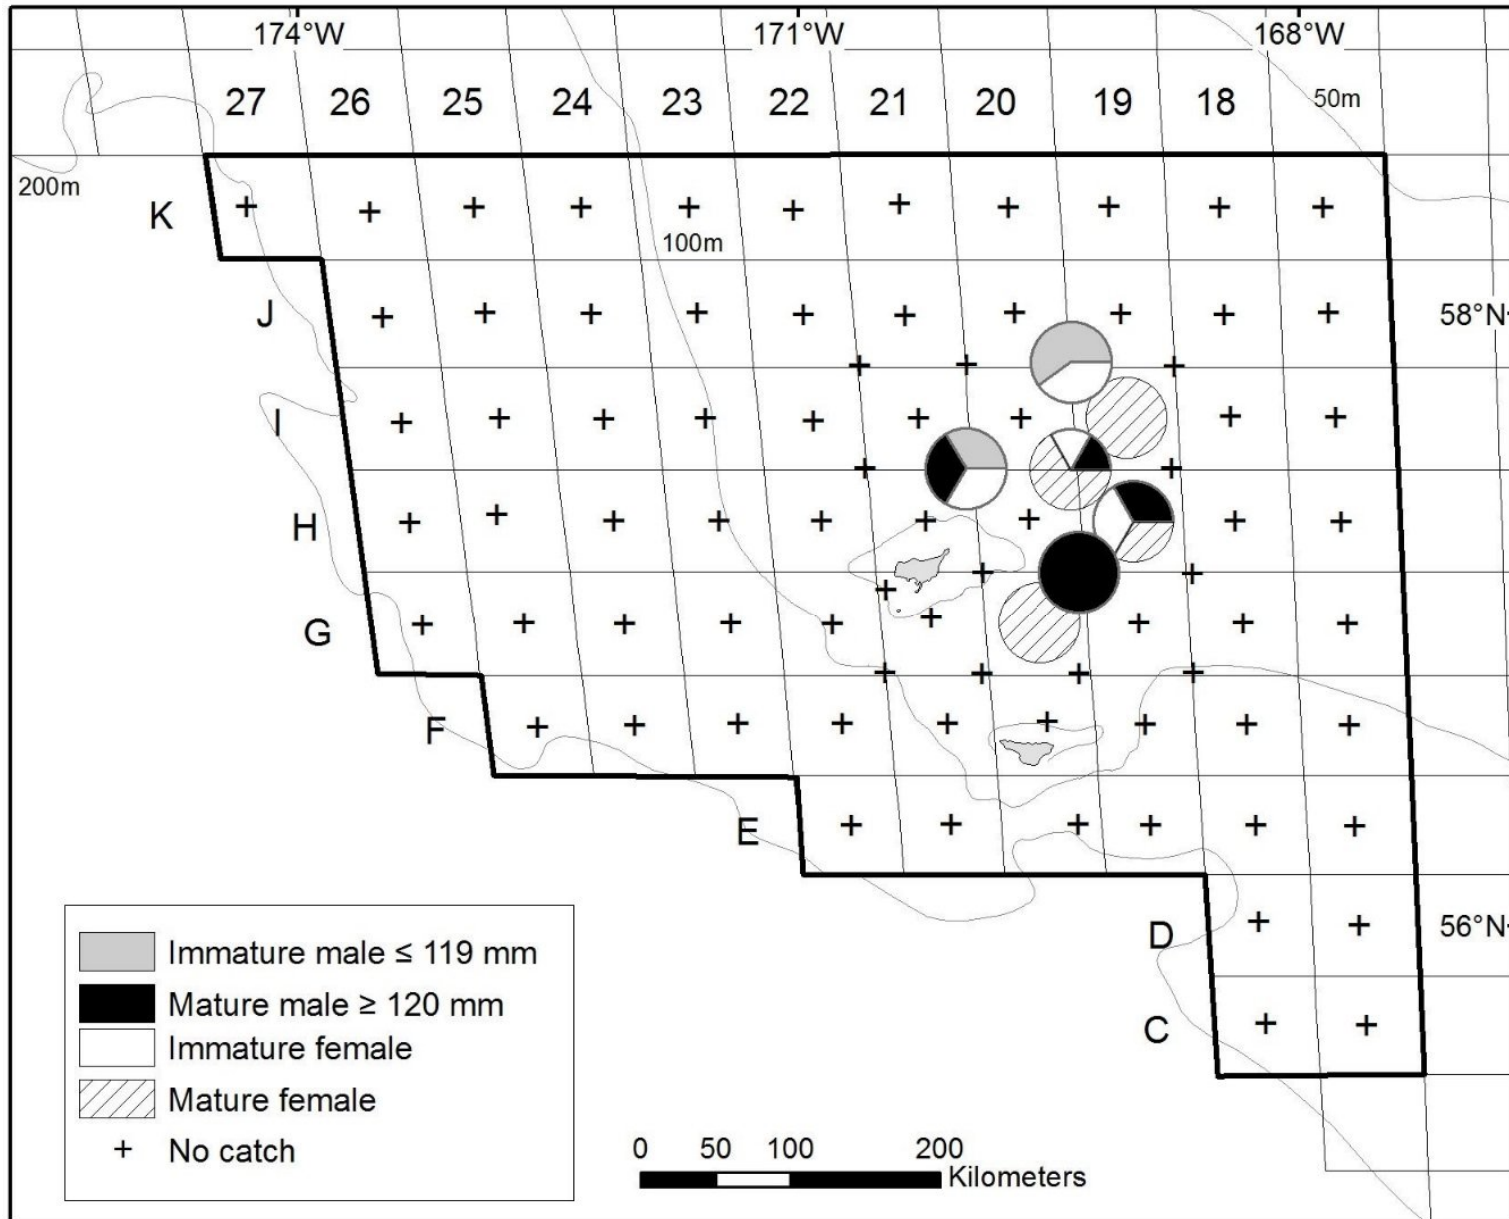 174°W 171°W 168°W
27 26 25 24 23 22 21 20 19 18
50m
200m
K
100m
J
58°N
I
H
G
F
E
D
56°N
C
Immature male ≤ 119 mm
Mature male ≥ 120 mm
Immature female
Mature female
+ No catch
0 50 100 200
Kilometers